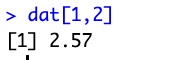 > dat[1,2]
[1] 2.57